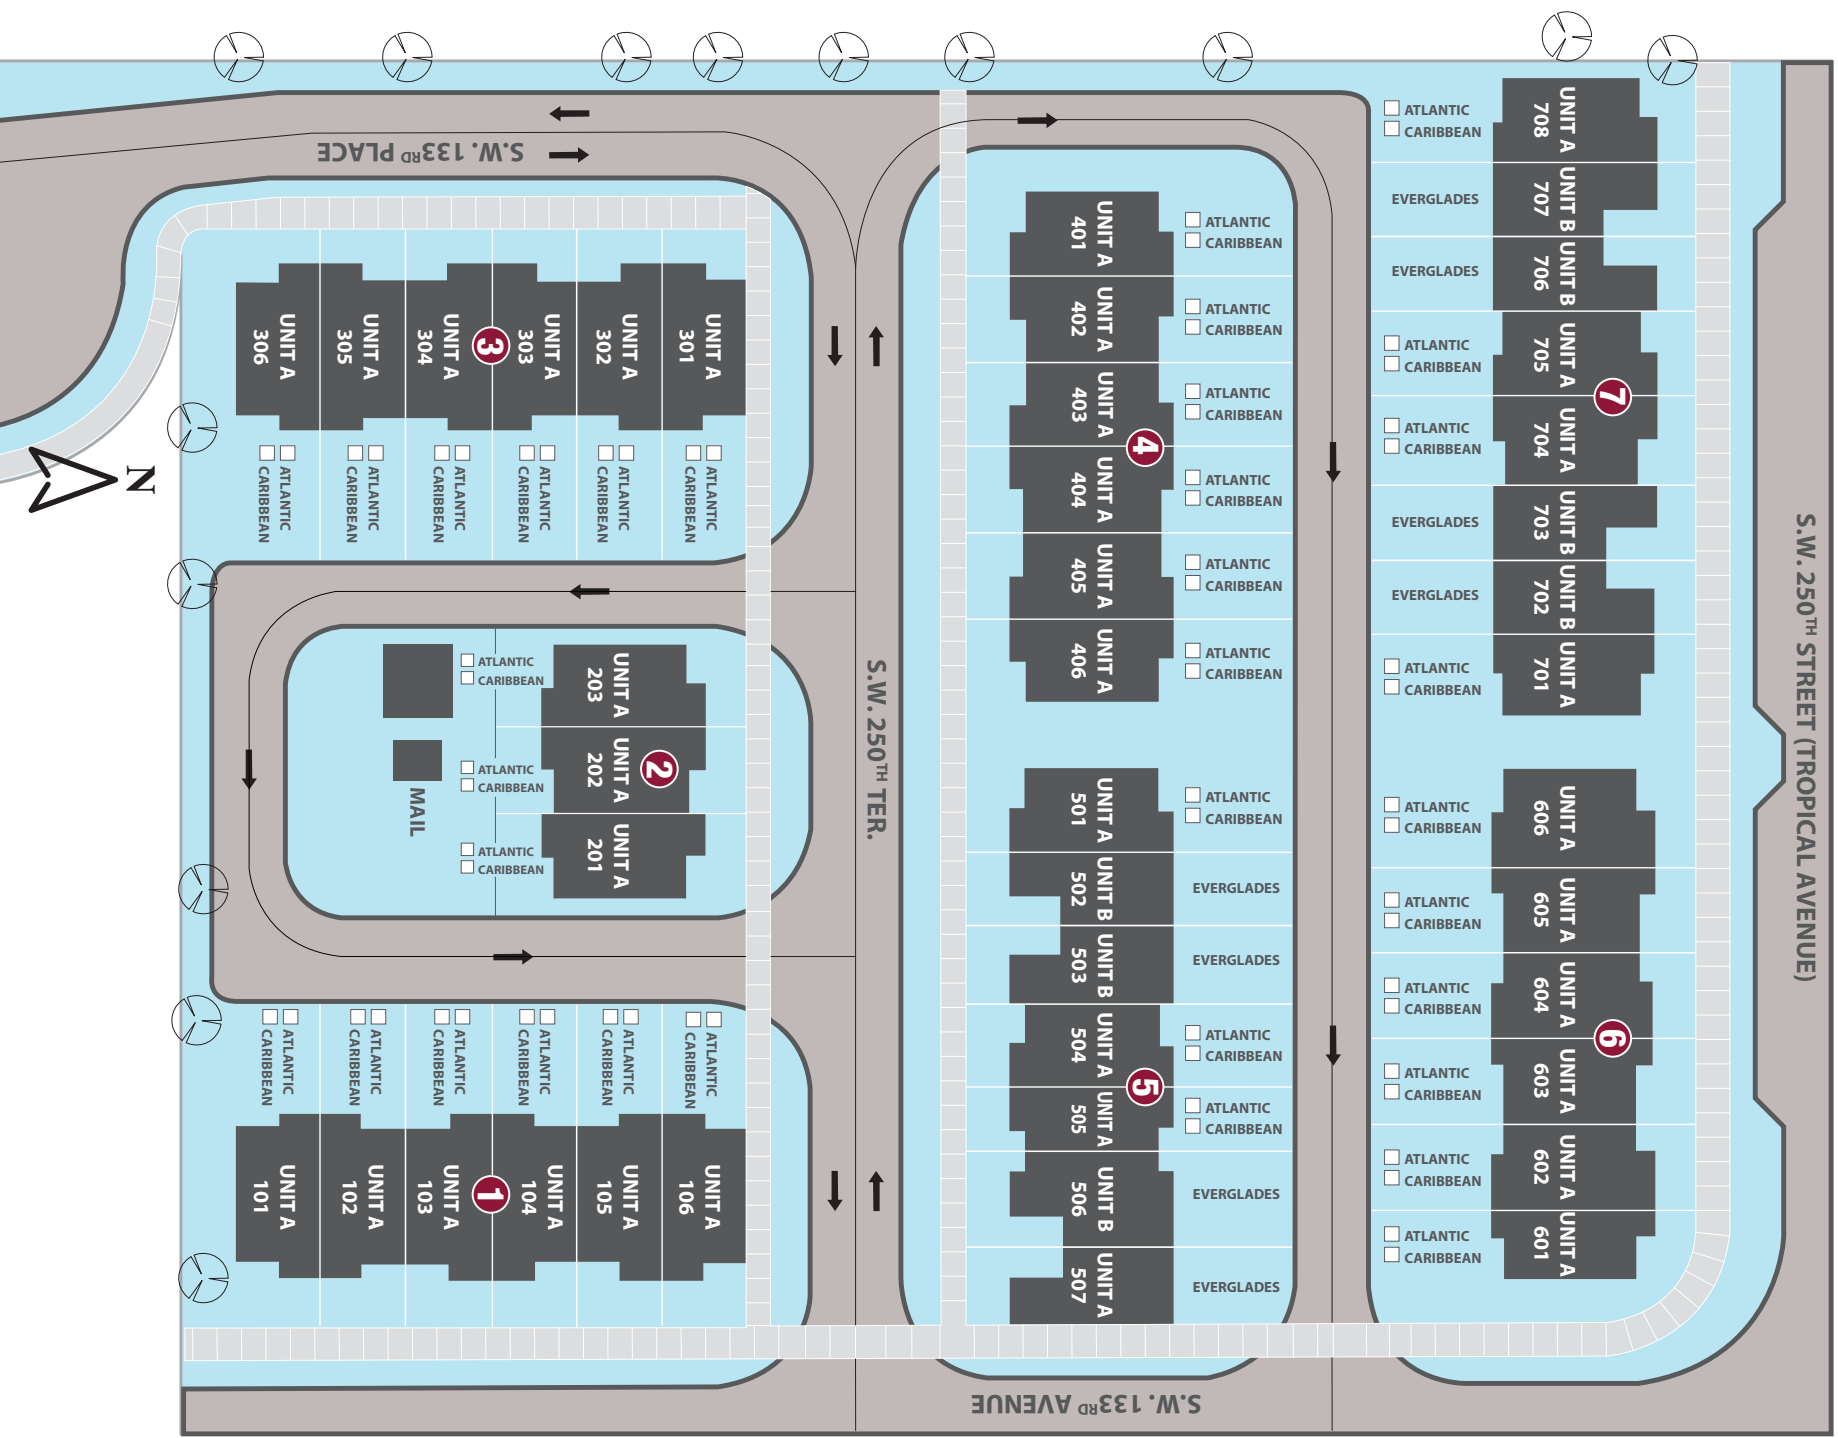 S.W. 133RD PLACE
UNIT A
306
UNIT A
305
UNIT A
304
3
UNIT A
303
UNIT A
302
UNIT A
301
ATLANTIC
CARIBBEAN
ATLANTIC
CARIBBEAN
ATLANTIC
CARIBBEAN
ATLANTIC
CARIBBEAN
ATLANTIC
CARIBBEAN
ATLANTIC
CARIBBEAN
N
ATLANTIC
CARIBBEAN
UNIT A
203
ATLANTIC
CARIBBEAN
UNIT A
202
2
ATLANTIC
CARIBBEAN
UNIT A
201
MAIL
ATLANTIC
CARIBBEAN
ATLANTIC
CARIBBEAN
ATLANTIC
CARIBBEAN
ATLANTIC
CARIBBEAN
ATLANTIC
CARIBBEAN
ATLANTIC
CARIBBEAN
UNIT A
101
UNIT A
102
UNIT A
103
1
UNIT A
104
UNIT A
105
UNIT A
106
S.W. 250TH TER.
UNIT A
401
ATLANTIC
CARIBBEAN
UNIT A
402
ATLANTIC
CARIBBEAN
UNIT A
403
ATLANTIC
CARIBBEAN
4
UNIT A
404
ATLANTIC
CARIBBEAN
UNIT A
405
ATLANTIC
CARIBBEAN
UNIT A
406
ATLANTIC
CARIBBEAN
UNIT A
501
ATLANTIC
CARIBBEAN
UNIT B
502
EVERGLADES
UNIT B
503
EVERGLADES
UNIT A
504
ATLANTIC
CARIBBEAN
5
UNIT A
505
ATLANTIC
CARIBBEAN
UNIT B
506
EVERGLADES
UNIT A
507
EVERGLADES
ATLANTIC
CARIBBEAN
UNIT A
708
EVERGLADES
UNIT B
707
EVERGLADES
UNIT B
706
ATLANTIC
CARIBBEAN
UNIT A
705
7
ATLANTIC
CARIBBEAN
UNIT A
704
EVERGLADES
UNIT B
703
EVERGLADES
UNIT B
702
ATLANTIC
CARIBBEAN
UNIT A
701
ATLANTIC
CARIBBEAN
UNIT A
606
ATLANTIC
CARIBBEAN
UNIT A
605
ATLANTIC
CARIBBEAN
UNIT A
604
6
ATLANTIC
CARIBBEAN
UNIT A
603
ATLANTIC
CARIBBEAN
UNIT A
602
ATLANTIC
CARIBBEAN
UNIT A
601
S.W. 250TH STREET (TROPICAL AVENUE)
S.W. 133RD AVENUE